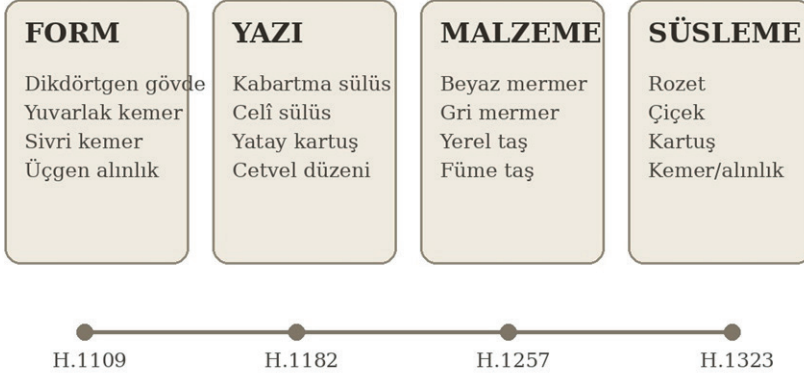 FORM
Dikdörtgen gövde
Yuvarlak kemer
Sivri kemer
Üçgen alınlık
YAZI
Kabartma sülüs
Celî sülüs
Yatay kartuş
Cetvel düzeni
MALZEME
Beyaz mermer
Gri mermer
Yerel taş
Füme taş
SÜSLEME
Rozet
Çiçek
Kartuş
Kemer/alınlık
H.1109
H.1182
H.1257
H.1323